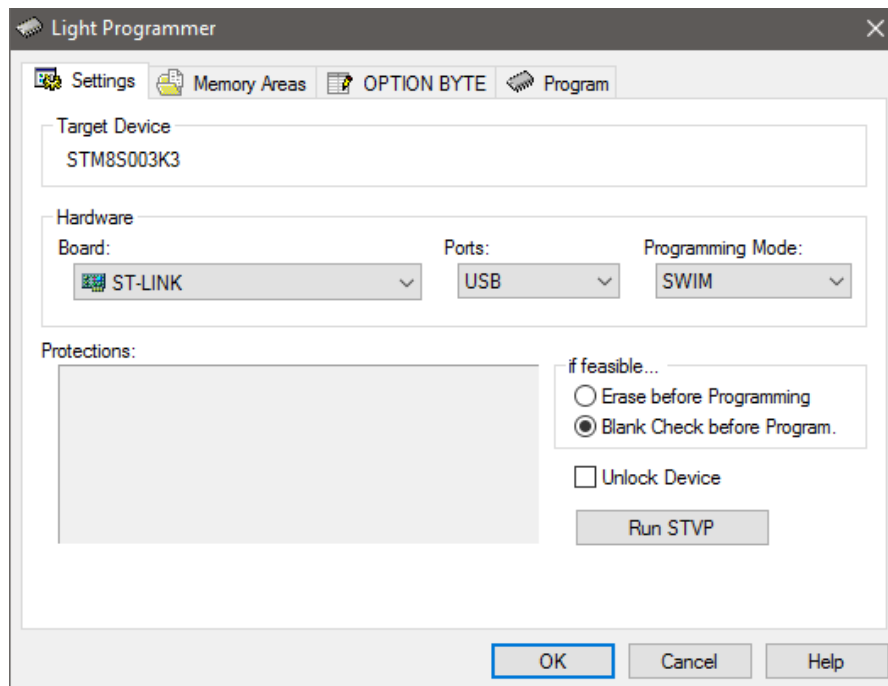 Light Programmer
Settings Memory Areas OPTION BYTE Program
Target Device
STM8S003K3
Hardware
Board: Ports: Programming Mode:
ST-LINK USB SWIM
Protections:
if feasible...
Erase before Programming
Blank Check before Program.
Unlock Device
Run STVP
OK Cancel Help